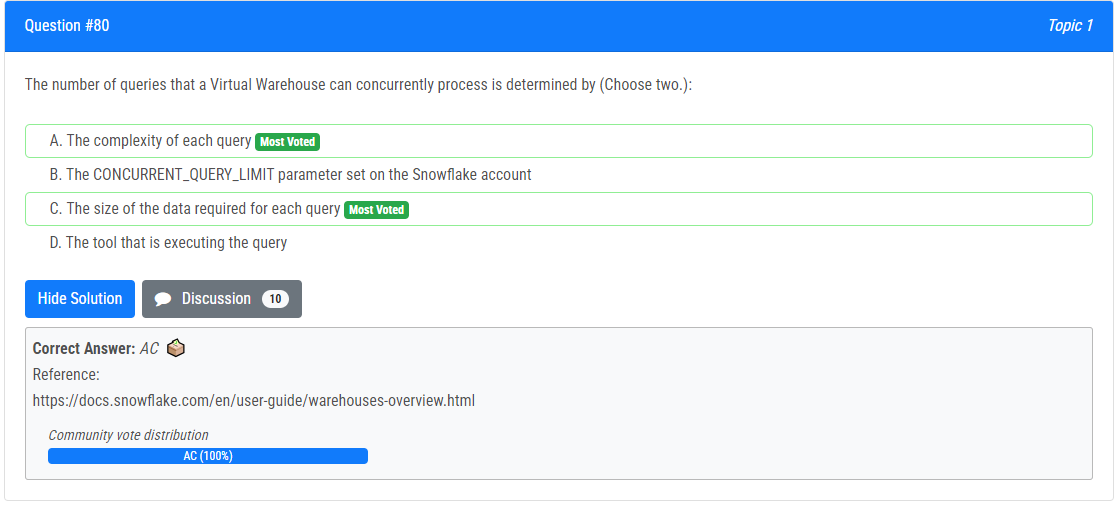 Question #80 Topic 1
The number of queries that a Virtual Warehouse can concurrently process is determined by (Choose two.):
A. The complexity of each query Most Voted
B. The CONCURRENT_QUERY_LIMIT parameter set on the Snowflake account
C. The size of the data required for each query Most Voted
D. The tool that is executing the query
Hide Solution Discussion 10
Correct Answer: AC
Reference:
https://docs.snowflake.com/en/user-guide/warehouses-overview.html
Community vote distribution
AC (100%)